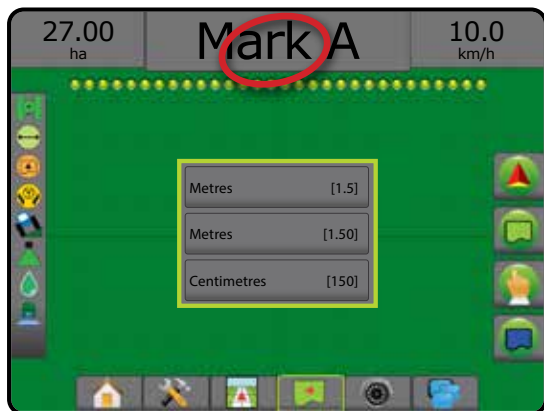 27.00
ha
Mark A
10.0
km/h
Metres [1.5]
Metres [1.50]
Centimetres [150]